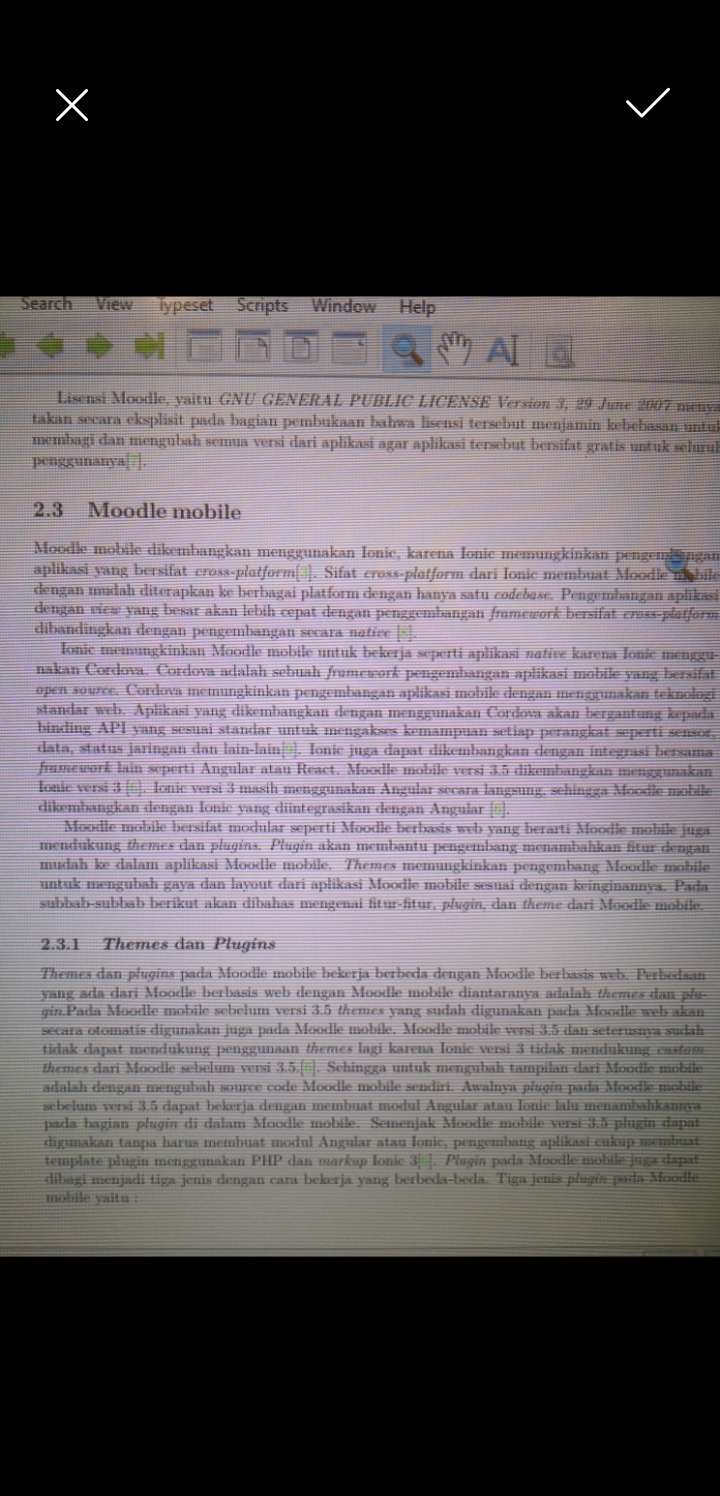 Search View Typeset Scripts Window Help
Lisensi Moodle, yaitu GNU GENERAL PUBLIC LICENSE Version 3, 29 June 2007 menya
takan secara eksplisit pada bagian pembukaan bahwa lisensi tersebut menjamin kebebasan untuk
membagi dan mengubah semua versi dari aplikasi agar aplikasi tersebut bersifat gratis untuk seluruh
penggunanya[7].
2.3 Moodle mobile
Moodle mobile dikembangkan menggunakan Ionic, karena Ionic memungkinkan pengembangan
aplikasi yang bersifat cross-platform[3]. Sifat cross-platform dari Ionic membuat Moodle mobile
dengan mudah diterapkan ke berbagai platform dengan hanya satu codebase. Pengembangan aplikasi
dengan view yang besar akan lebih cepat dengan penggembangan framework bersifat cross-platform
dibandingkan dengan pengembangan secara native [8].
Ionic memungkinkan Moodle mobile untuk bekerja seperti aplikasi native karena Ionic menggu-
nakan Cordova. Cordova adalah sebuah framework pengembangan aplikasi mobile yang bersifat
open source. Cordova memungkinkan pengembangan aplikasi mobile dengan menggunakan teknologi
standar web. Aplikasi yang dikembangkan dengan menggunakan Cordova akan bergantung kepada
binding API yang sesuai standar untuk mengakses kemampuan setiap perangkat seperti sensor,
data, status jaringan dan lain-lain[9]. Ionic juga dapat dikembangkan dengan integrasi bersama
framework lain seperti Angular atau React. Moodle mobile versi 3.5 dikembangkan menggunakan
Ionic versi 3 [6]. Ionic versi 3 masih menggunakan Angular secara langsung, sehingga Moodle mobile
dikembangkan dengan Ionic yang diintegrasikan dengan Angular [6].
Moodle mobile bersifat modular seperti Moodle berbasis web yang berarti Moodle mobile juga
mendukung themes dan plugins. Plugin akan membantu pengembang menambahkan fitur dengan
mudah ke dalam aplikasi Moodle mobile. Themes memungkinkan pengembang Moodle mobile
untuk mengubah gaya dan layout dari aplikasi Moodle mobile sesuai dengan keinginannya. Pada
subbab-subbab berikut akan dibahas mengenai fitur-fitur, plugin, dan theme dari Moodle mobile.
2.3.1 Themes dan Plugins
Themes dan plugins pada Moodle mobile bekerja berbeda dengan Moodle berbasis web. Perbedaan
yang ada dari Moodle berbasis web dengan Moodle mobile diantaranya adalah themes dan plu-
gin.Pada Moodle mobile sebelum versi 3.5 themes yang sudah digunakan pada Moodle web akan
secara otomatis digunakan juga pada Moodle mobile. Moodle mobile versi 3.5 dan seterusnya sudah
tidak dapat mendukung penggunaan themes lagi karena Ionic versi 3 tidak mendukung custom
themes dari Moodle sebelum versi 3.5.[6]. Sehingga untuk mengubah tampilan dari Moodle mobile
adalah dengan mengubah source code Moodle mobile sendiri. Awalnya plugin pada Moodle mobile
sebelum versi 3.5 dapat bekerja dengan membuat modul Angular atau Ionic lalu menambahkannya
pada bagian plugin di dalam Moodle mobile. Semenjak Moodle mobile versi 3.5 plugin dapat
digunakan tanpa harus membuat modul Angular atau Ionic, pengembang aplikasi cukup membuat
template plugin menggunakan PHP dan markup Ionic 3[6]. Plugin pada Moodle mobile juga dapat
dibagi menjadi tiga jenis dengan cara bekerja yang berbeda-beda. Tiga jenis plugin pada Moodle
mobile yaitu :